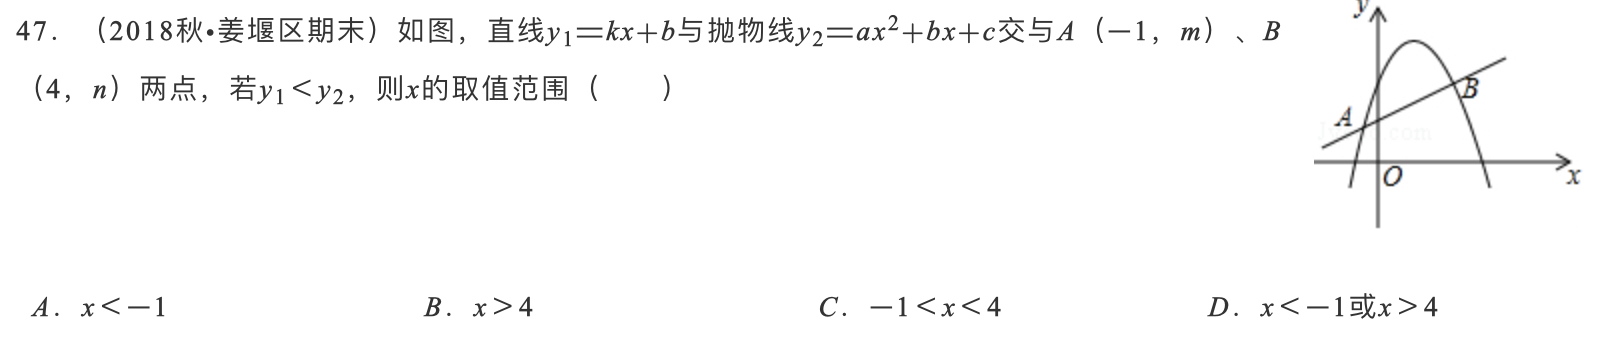 47. （2018秋•姜堰区期末）如图，直线y₁＝kx+b与抛物线y₂＝ax²+bx+c交与A（−1，m）、B
（4，n）两点，若y₁＜y₂，则x的取值范围（　　）
y
A
B
O
x
A．x＜−1
B．x＞4
C．−1＜x＜4
D．x＜−1或x＞4